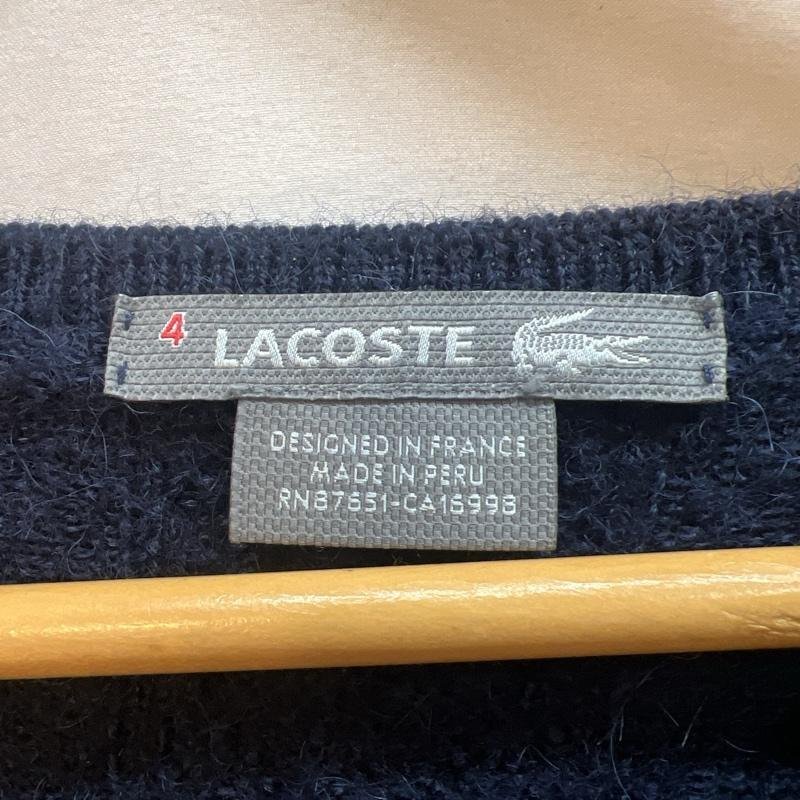 4 LACOSTE
DESIGNED IN FRANCE
MADE IN PERU
RN87651-CA16998